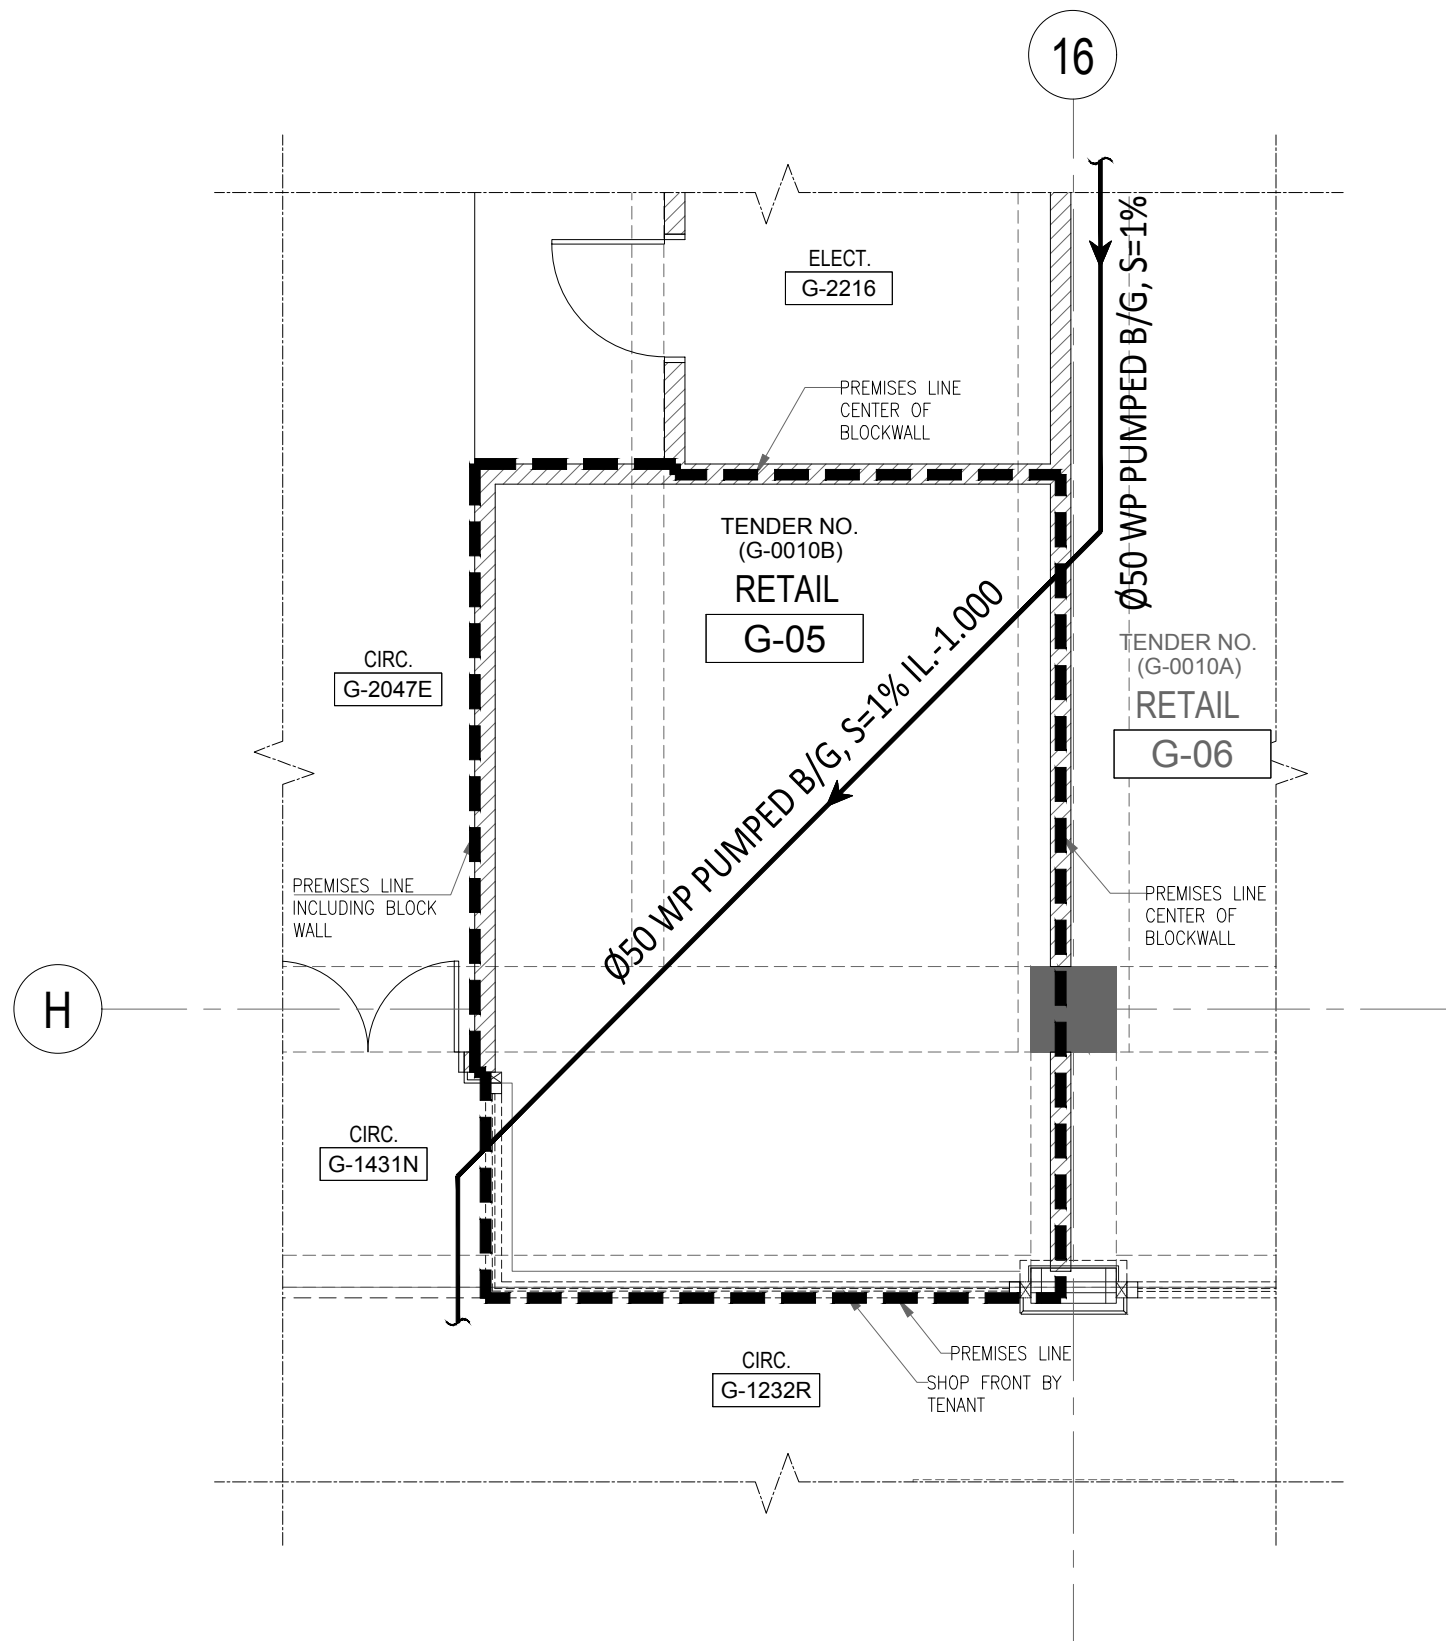 16
ELECT.
G-2216
Ø50 WP PUMPED B/G, S=1%
PREMISES LINE
CENTER OF
BLOCKWALL
TENDER NO.
(G-0010B)
RETAIL
G-05
Ø50 WP PUMPED B/G, S=1% IL.-1.000
TENDER NO.
(G-0010A)
RETAIL
G-06
CIRC.
G-2047E
PREMISES LINE
INCLUDING BLOCK
WALL
PREMISES LINE
CENTER OF
BLOCKWALL
H
CIRC.
G-1431N
CIRC.
G-1232R
PREMISES LINE
SHOP FRONT BY
TENANT